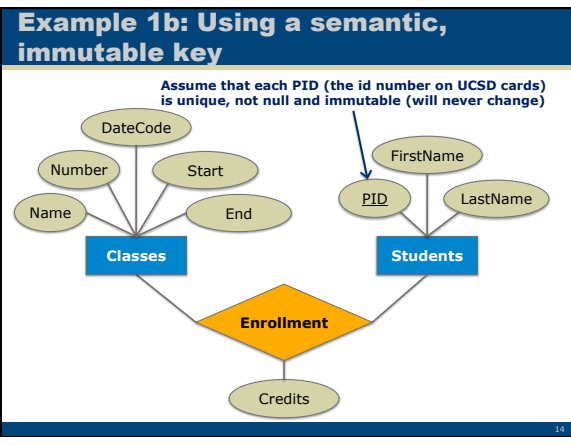 Example 1b: Using a semantic,
immutable key
Assume that each PID (the id number on UCSD cards)
is unique, not null and immutable (will never change)
DateCode
Number
Start
Name
End
FirstName
PID
LastName
Classes
Students
Enrollment
Credits
14